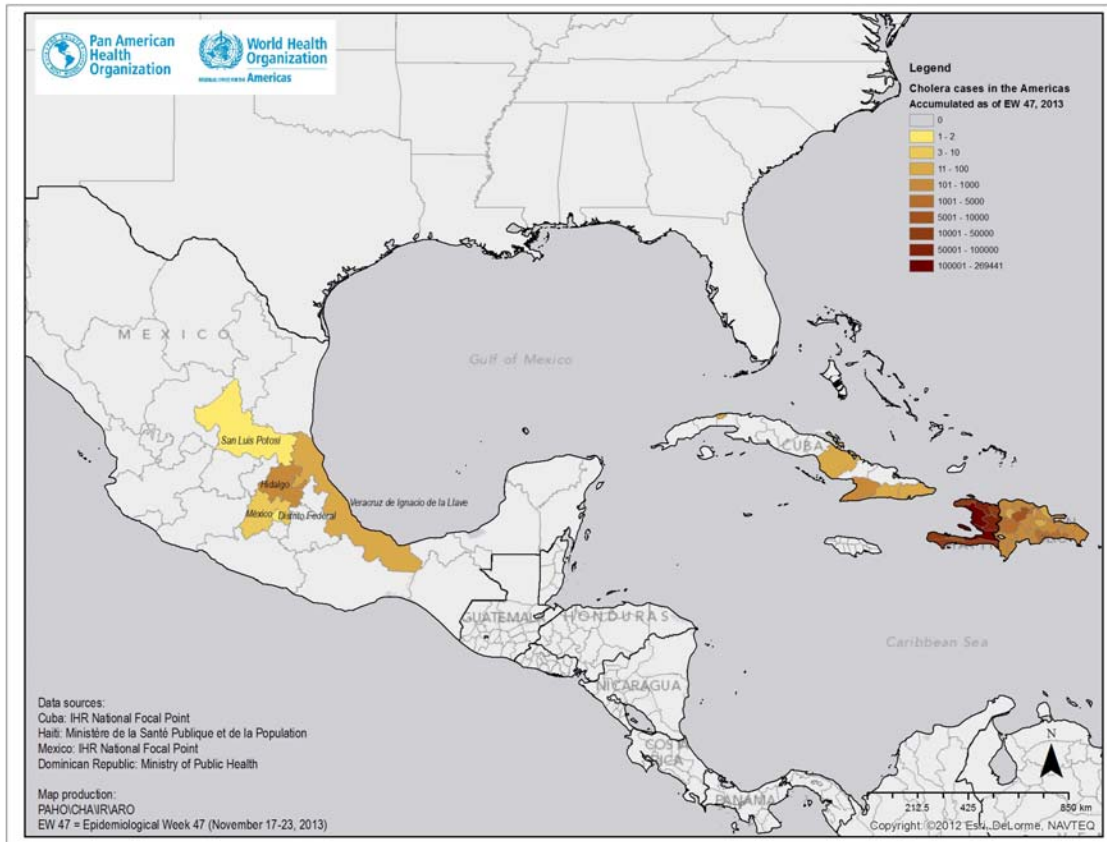 Pan American
Health
Organization
World Health
Organization
Americas
Legend
Cholera cases in the Americas
Accumulated as of EW 47, 2013
0
1 - 2
3 - 10
11 - 100
101 - 1000
1001 - 5000
5001 - 10000
10001 - 50000
50001 - 100000
100001 - 269441
MEXICO
Gulf of Mexico
San Luis Potosí
CUBA
Hidalgo
Veracruz de Ignacio de la Llave
México
Distrito Federal
GUATEMALA
HONDURAS
Caribbean Sea
NICARAGUA
COSTA
RICA
PANAMA
Data sources:
Cuba: IHR National Focal Point
Haiti: Ministére de la Santé Publique et de la Population
Mexico: IHR National Focal Point
Dominican Republic: Ministry of Public Health
Map production:
PAHO\CHA\IR\ARO
EW 47 = Epidemiological Week 47 (November 17-23, 2013)
N
0 212.5 425 850 km
Copyright: ©2012 Esri, DeLorme, NAVTEQ